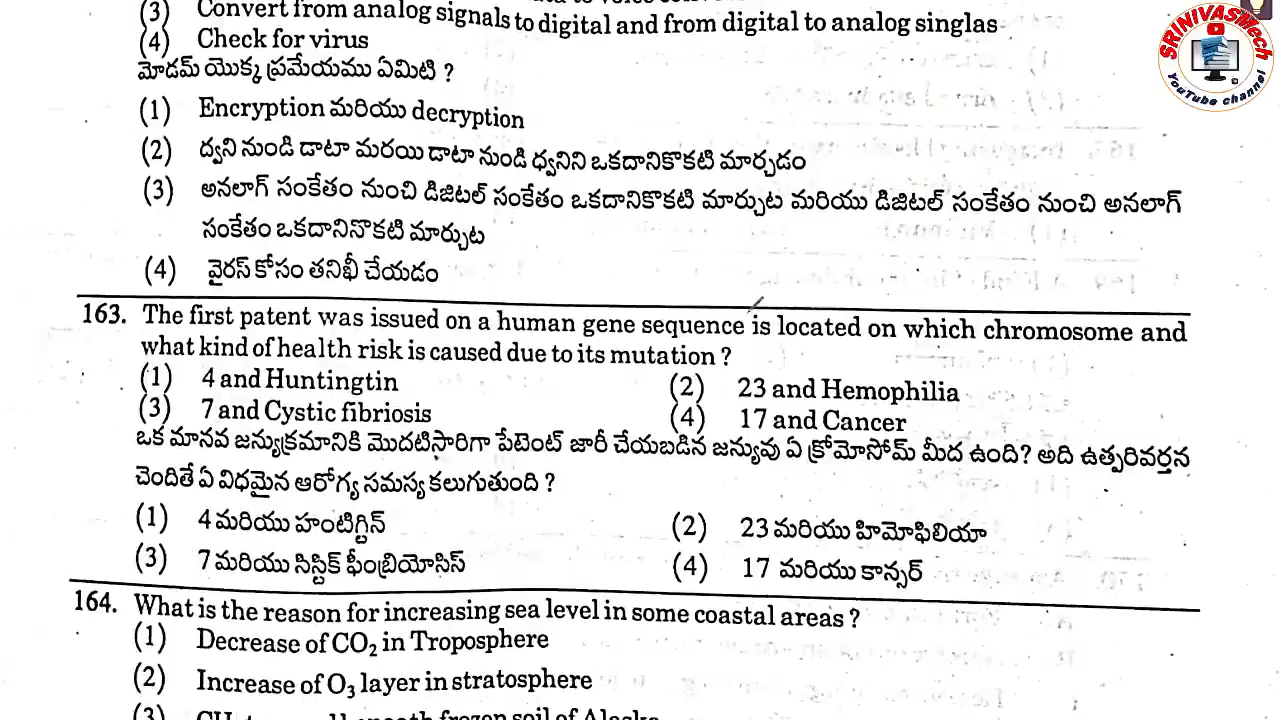 (3) Convert from analog signals to digital and from digital to analog singlas
(4) Check for virus
మోడమ్ యొక్క ప్రమేయము ఏమిటి ?
(1) Encryption మరియు decryption
(2) ద్వని నుండి డాటా మరయి డాటా నుండి ధ్వనిని ఒకదానికొకటి మార్చడం
(3) అనలాగ్ సంకేతం నుంచి డిజిటల్ సంకేతం ఒకదానికొకటి మార్చుట మరియు డిజిటల్ సంకేతం నుంచి అనలాగ్
సంకేతం ఒకదానినొకటి మార్చుట
(4) వైరస్ కోసం తనిఖీ చేయడం
163. The first patent was issued on a human gene sequence is located on which chromosome and
what kind of health risk is caused due to its mutation ?
(1) 4 and Huntingtin (2) 23 and Hemophilia
(3) 7 and Cystic fibriosis (4) 17 and Cancer
ఒక మానవ జన్యుక్రమానికి మొదటిసారిగా పేటెంట్ జారీ చేయబడిన జన్యువు ఏ క్రోమోసోమ్ మీద ఉంది? అది ఉత్పరివర్తన
చెందితే ఏ విధమైన ఆరోగ్య సమస్య కలుగుతుంది ?
(1) 4 మరియు హంటిగ్టిన్ (2) 23 మరియు హిమోఫిలియా
(3) 7 మరియు సిస్టిక్ ఫీంబ్రియోసిస్ (4) 17 మరియు కాన్సర్
164. What is the reason for increasing sea level in some coastal areas ?
(1) Decrease of CO₂ in Troposphere
(2) Increase of O₃ layer in stratosphere
(3) frozen soil of Alaska
SRINIVASMech
YouTube channel